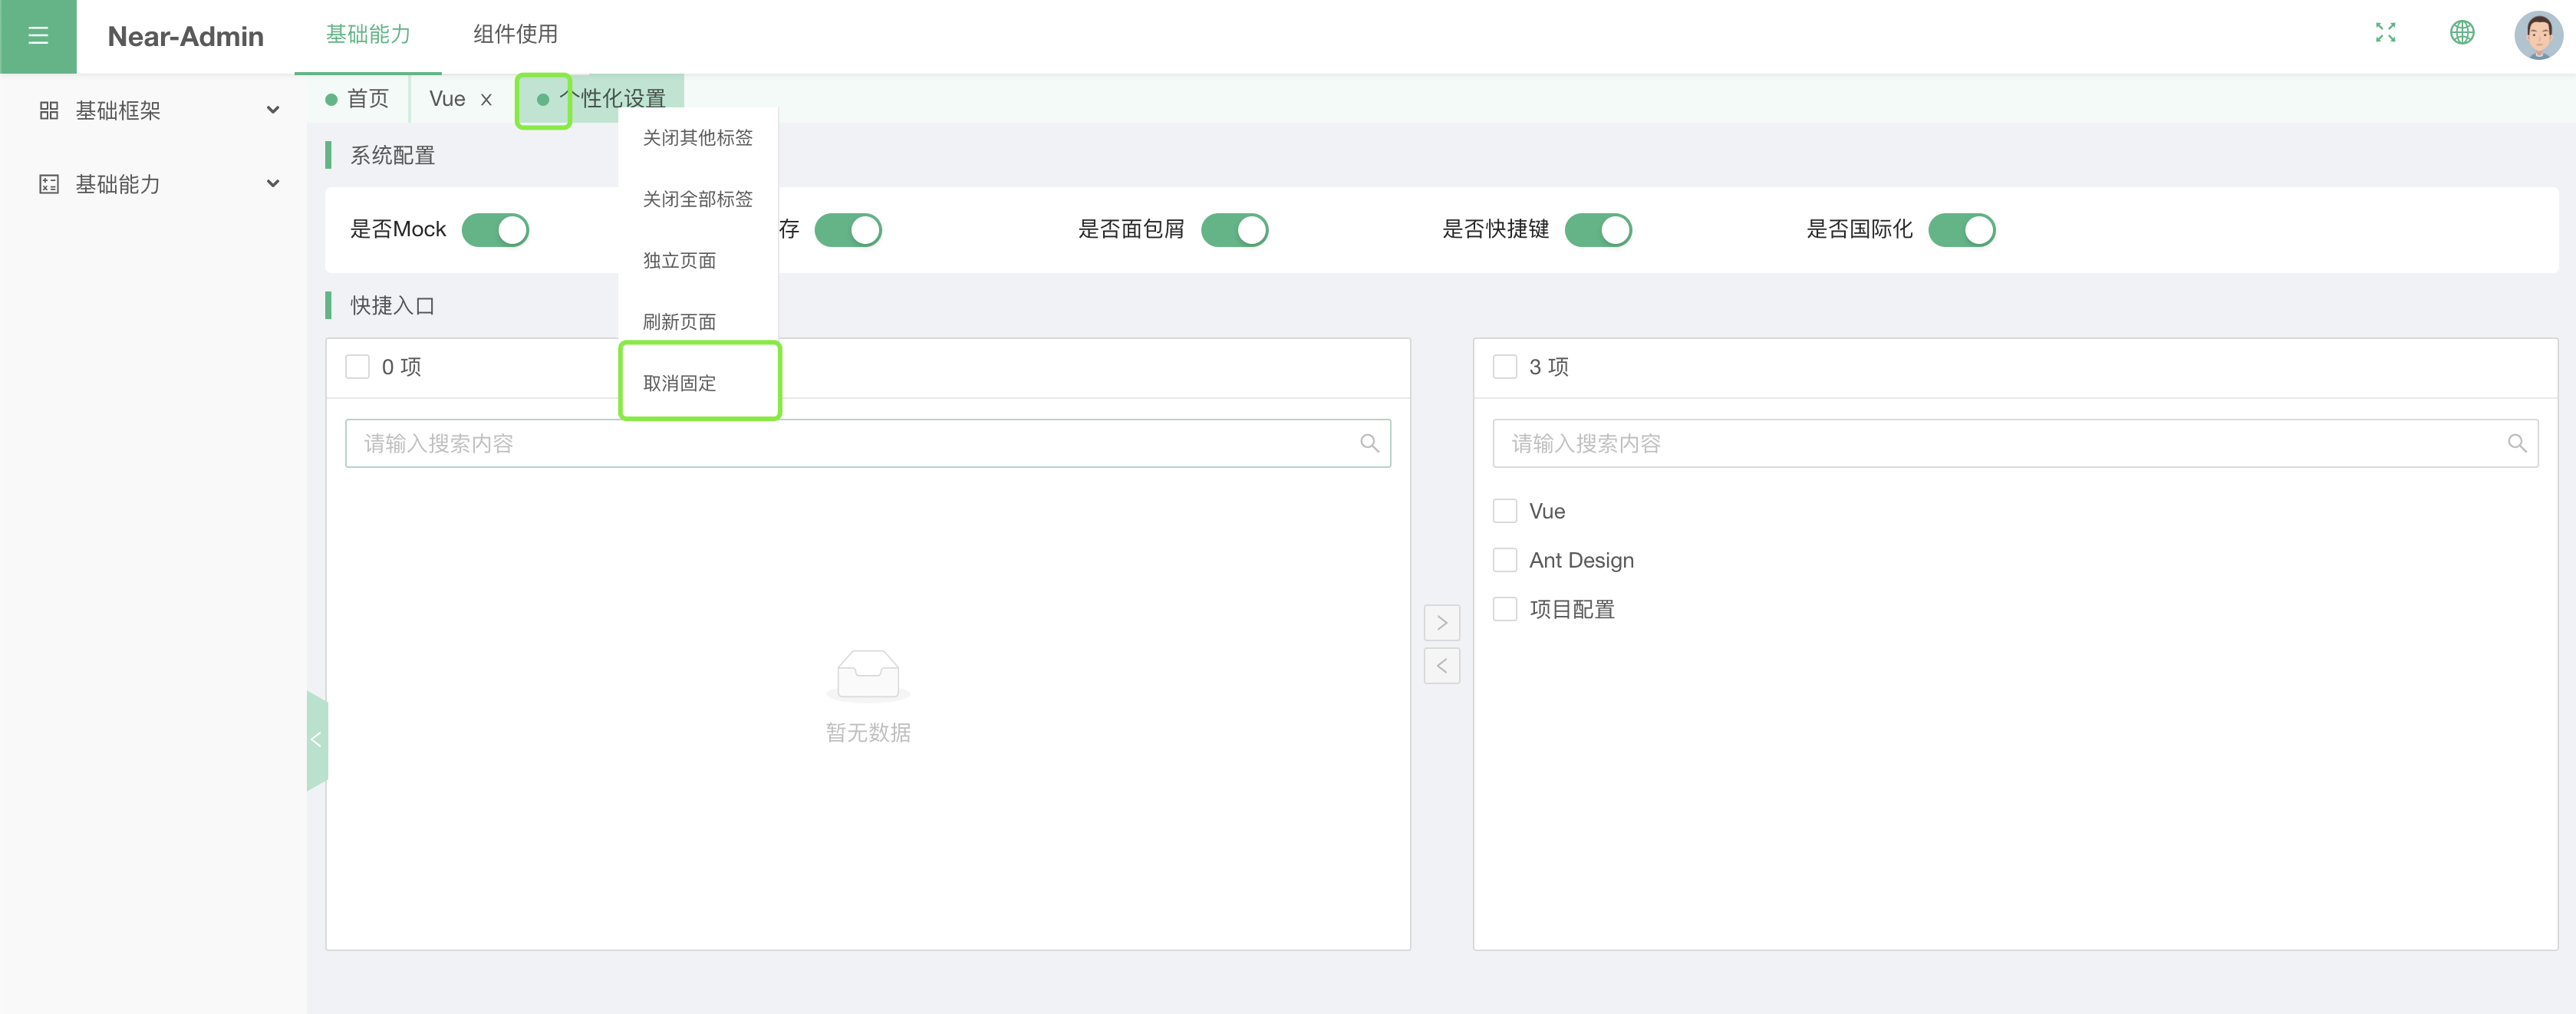 Near-Admin
基础能力
组件使用
基础框架
基础能力
首页
Vue x
个性化设置
关闭其他标签
关闭全部标签
独立页面
刷新页面
取消固定
系统配置
是否Mock
存
是否面包屑
是否快捷键
是否国际化
快捷入口
0 项
请输入搜索内容
暂无数据
3 项
请输入搜索内容
Vue
Ant Design
项目配置